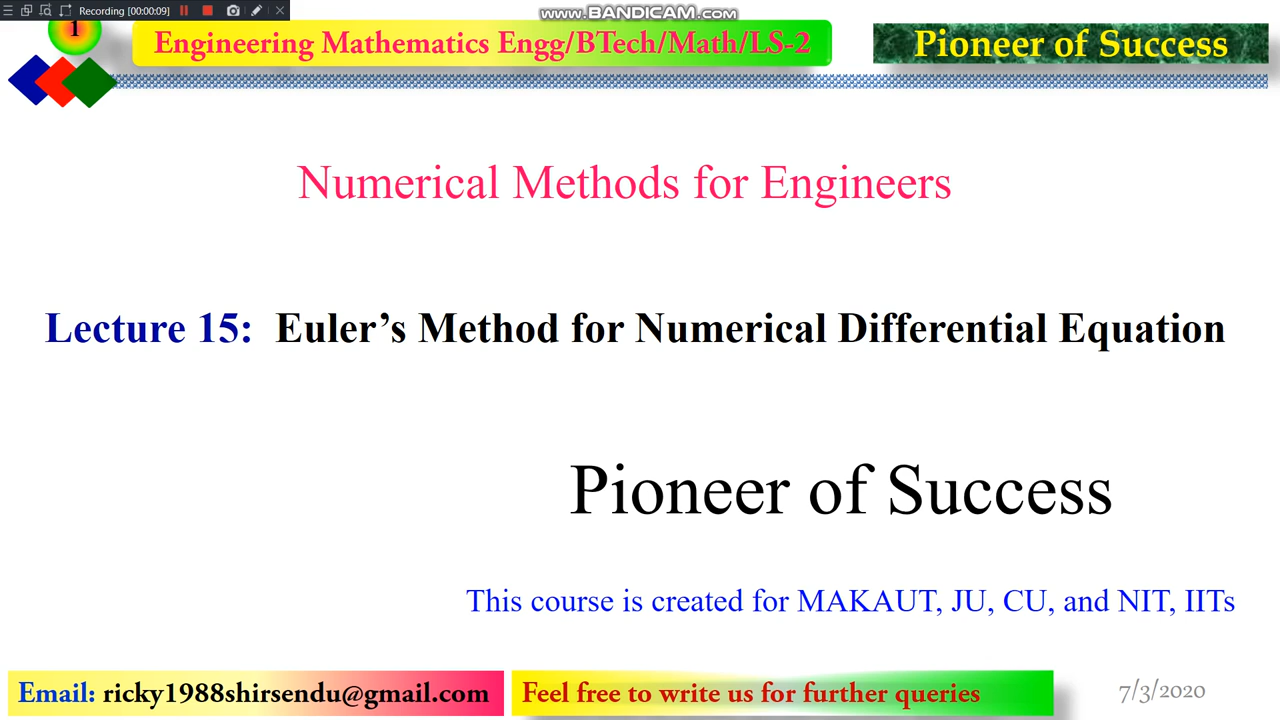 Recording [00:00:09]
www.BANDICAM.com
1
Engineering Mathematics Engg/BTech/Math/LS-2
Pioneer of Success
Numerical Methods for Engineers
Lecture 15: Euler’s Method for Numerical Differential Equation
Pioneer of Success
This course is created for MAKAUT, JU, CU, and NIT, IITs
Email: ricky1988shirsendu@gmail.com
Feel free to write us for further queries
7/3/2020